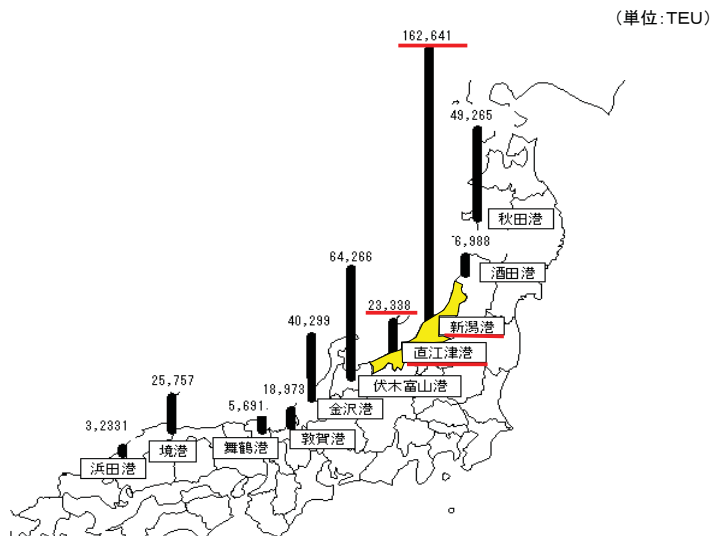 （単位：TEU）
162,641
49,265
秋田港
6,988
酒田港
64,266
23,338
新潟港
直江津港
40,299
伏木富山港
25,757
18,973
金沢港
5,691
3,2331
敦賀港
舞鶴港
境港
浜田港